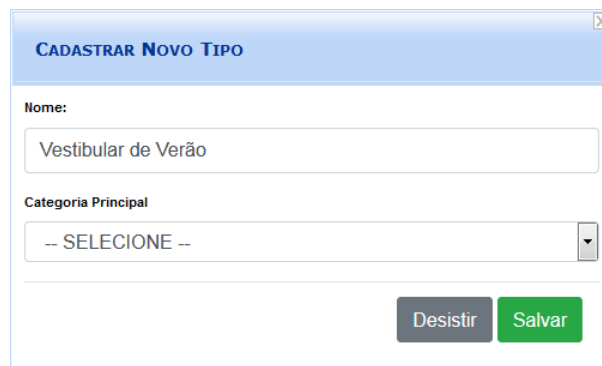 Cadastrar Novo Tipo
Nome:
Vestibular de Verão
Categoria Principal
-- SELECIONE --
Desistir Salvar